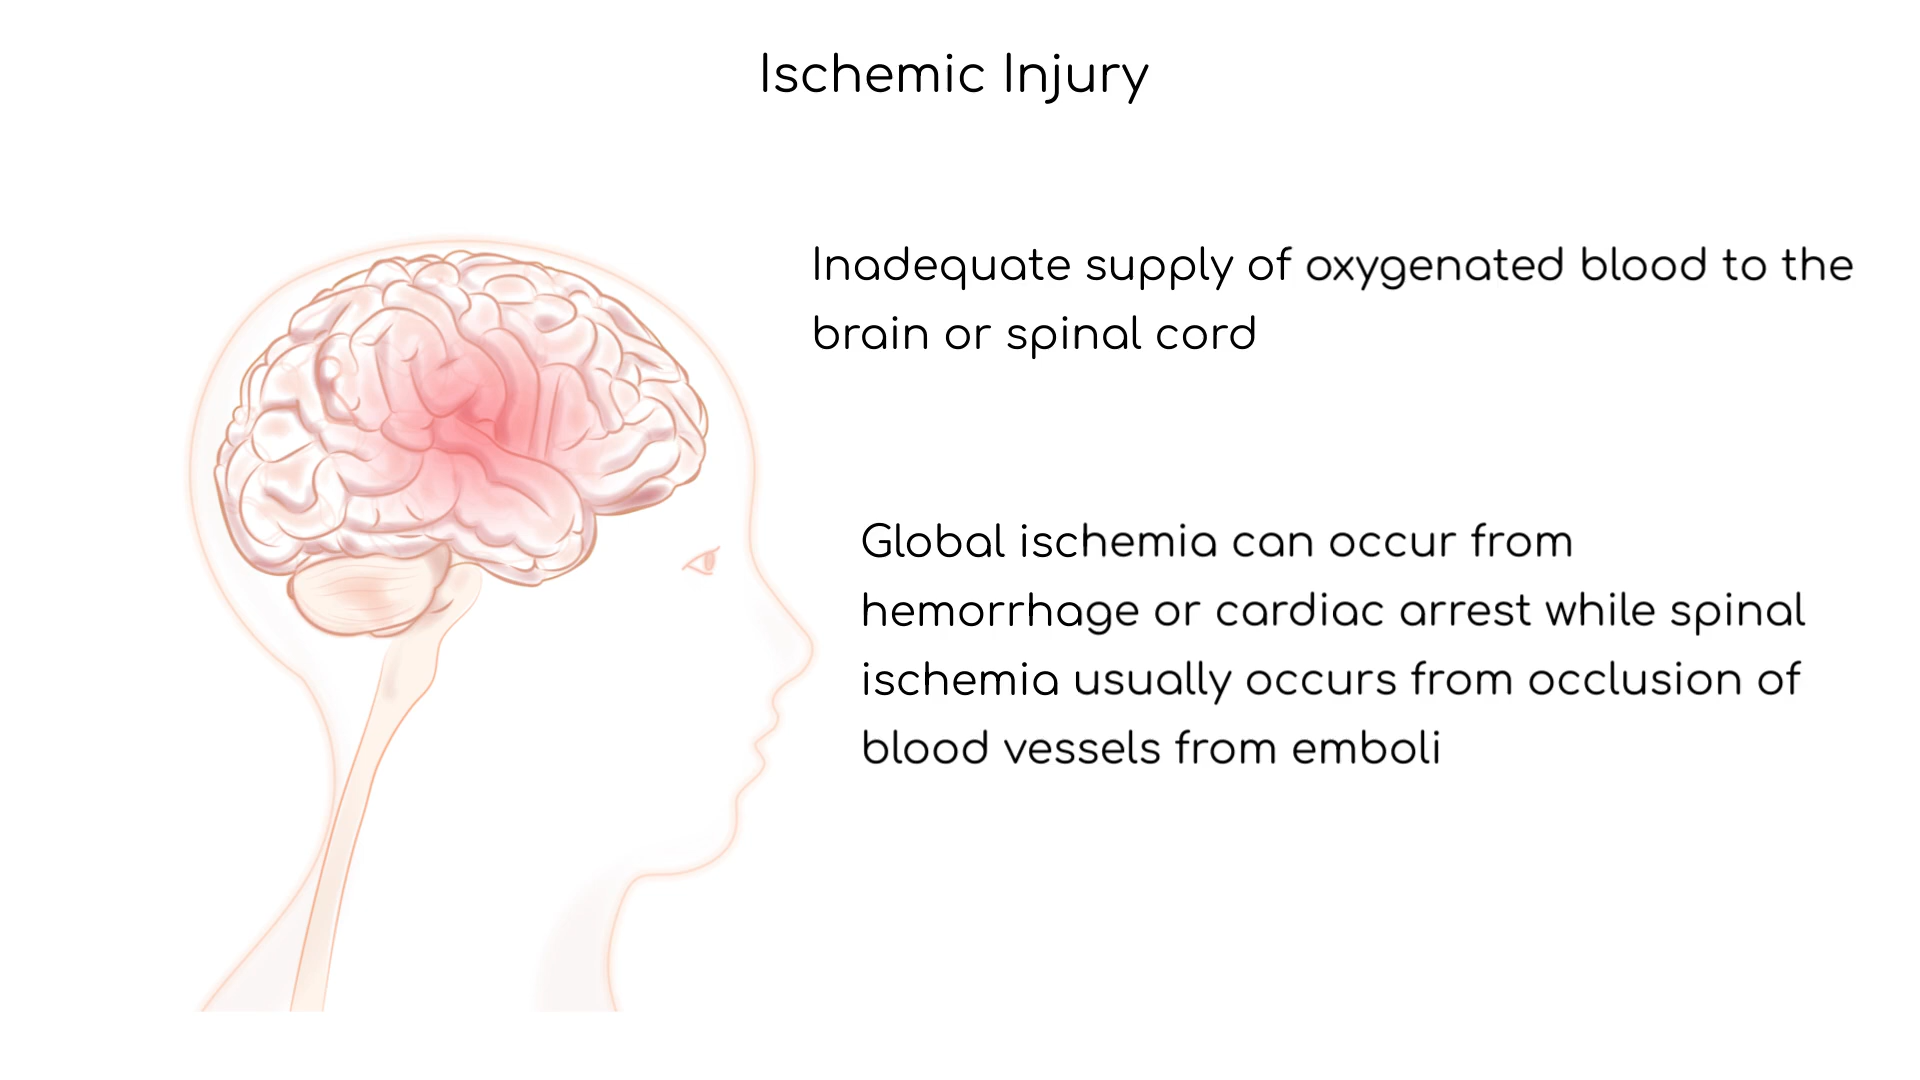 Ischemic Injury
Inadequate supply of oxygenated blood to the
brain or spinal cord
Global ischemia can occur from
hemorrhage or cardiac arrest while spinal
ischemia usually occurs from occlusion of
blood vessels from emboli